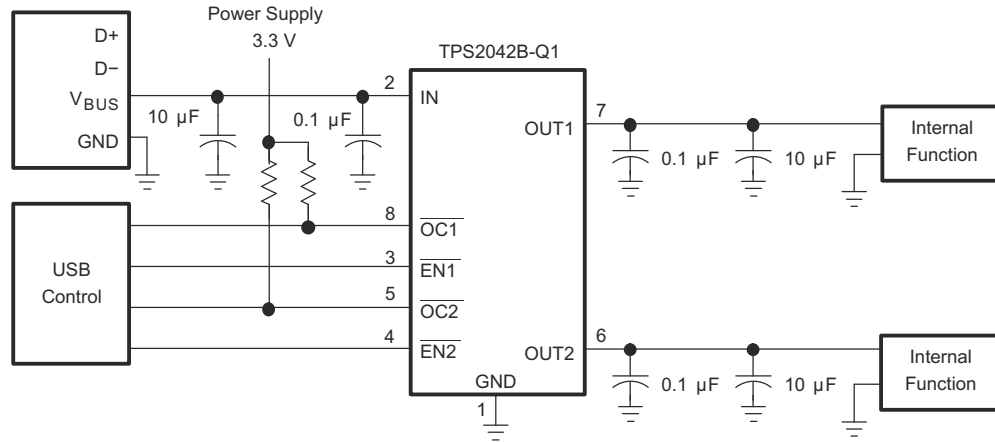 Power Supply
3.3 V
D+
D−
VBUS
GND
10 µF
0.1 µF
TPS2042B-Q1
2
IN
8
OC1
3
EN1
5
OC2
4
EN2
GND
1
USB
Control
7
OUT1
0.1 µF
10 µF
Internal
Function
6
OUT2
0.1 µF
10 µF
Internal
Function